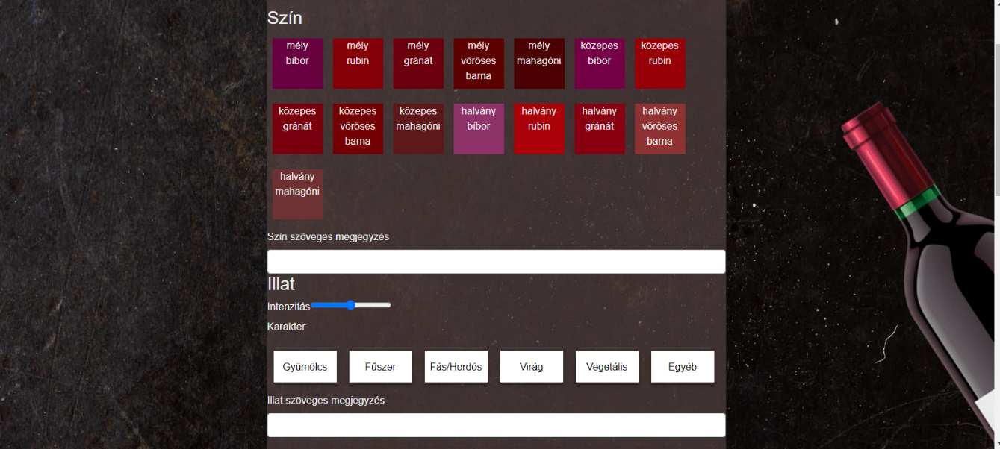 Szín
mély
bíbor
mély
rubin
mély
gránát
mély
vöröses
barna
mély
mahagóni
közepes
bíbor
közepes
rubin
közepes
gránát
közepes
vöröses
barna
közepes
mahagóni
halvány
bíbor
halvány
rubin
halvány
gránát
halvány
vöröses
barna
halvány
mahagóni
Szín szöveges megjegyzés
Illat
Intenzitás
Karakter
Gyümölcs
Fűszer
Fás/Hordós
Virág
Vegetális
Egyéb
Illat szöveges megjegyzés